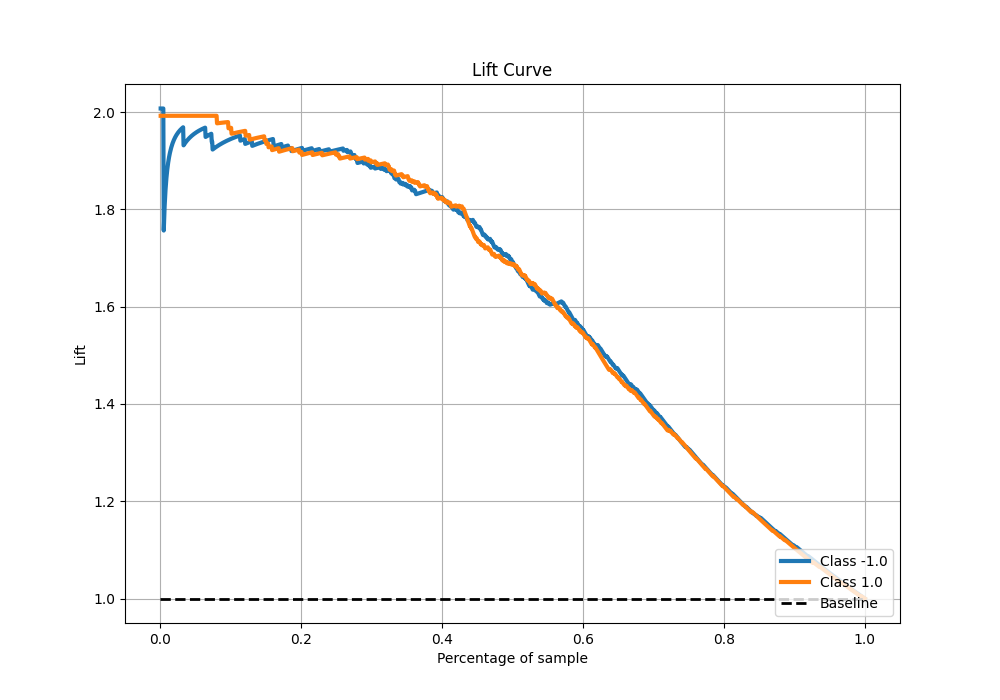 Lift Curve
Lift
2.0
1.8
1.6
1.4
1.2
1.0
0.0 0.2 0.4 0.6 0.8 1.0
Percentage of sample
Class -1.0
Class 1.0
Baseline